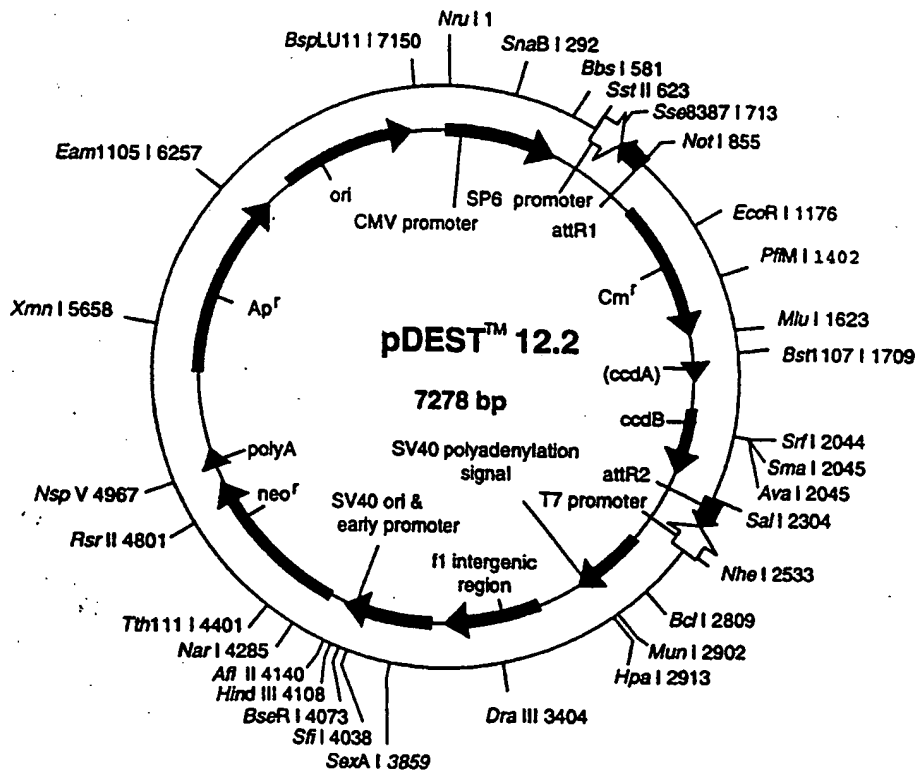 Nru I 1
BspLU11 I 7150
SnaB I 292
Bbs I 581
Sst II 623
Sse8387 I 713
Not I 855
Eam1105 I 6257
ori
CMV promoter
SP6 promoter
attR1
EcoR I 1176
PflM I 1402
Cmr
Apr
Xmn I 5658
Mlu I 1623
Bst1107 I 1709
pDEST™ 12.2
7278 bp
(ccdA)
ccdB
SV40 polyadenylation
signal
polyA
Srf I 2044
Sma I 2045
Ava I 2045
attR2
T7 promoter
Sal I 2304
Nsp V 4967
neor
SV40 ori &
early promoter
Rsr II 4801
f1 intergenic
region
Nhe I 2533
Bcl I 2809
Tth111 I 4401
Mun I 2902
Nar I 4285
Hpa I 2913
Afl II 4140
Hind III 4108
BseR I 4073
Dra III 3404
Sfi I 4038
SexA I 3859